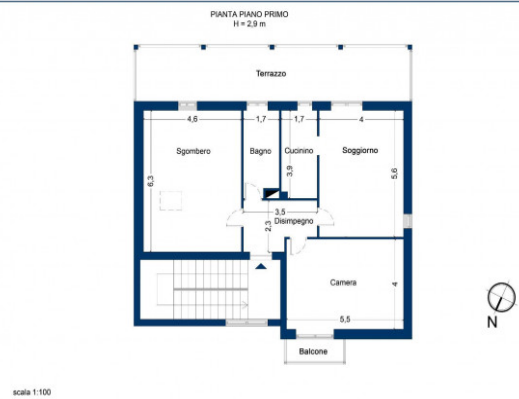 PIANTA PIANO PRIMO
H = 2,9 m
Terrazzo
4,6
1,7
1,7
4
Sgombero
Bagno
Cucinino
Soggiorno
6,3
3,9
5,6
3,5
Disimpegno
2,3
Camera
4
5,5
Balcone
N
scala 1:100